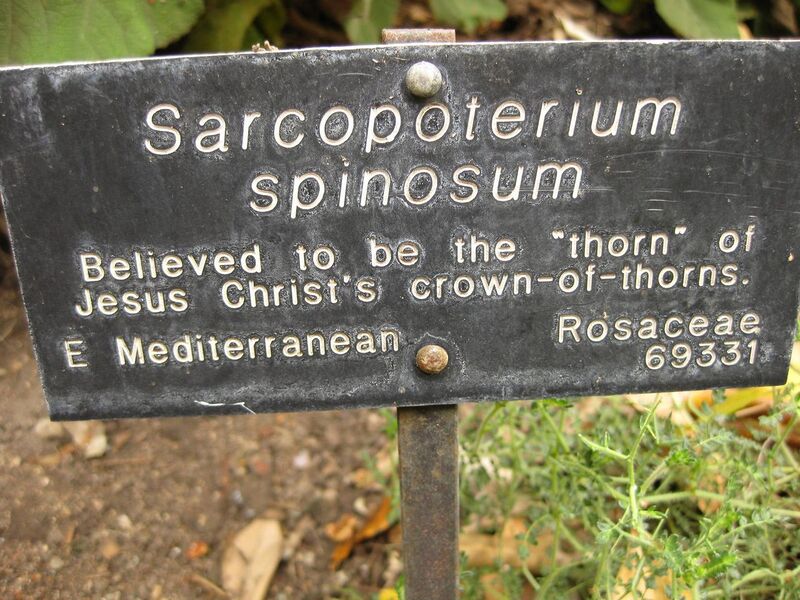 Sarcopoterium
spinosum
Believed to be the "thorn" of
Jesus Christ's crown-of-thorns.
E Mediterranean Rosaceae
69331